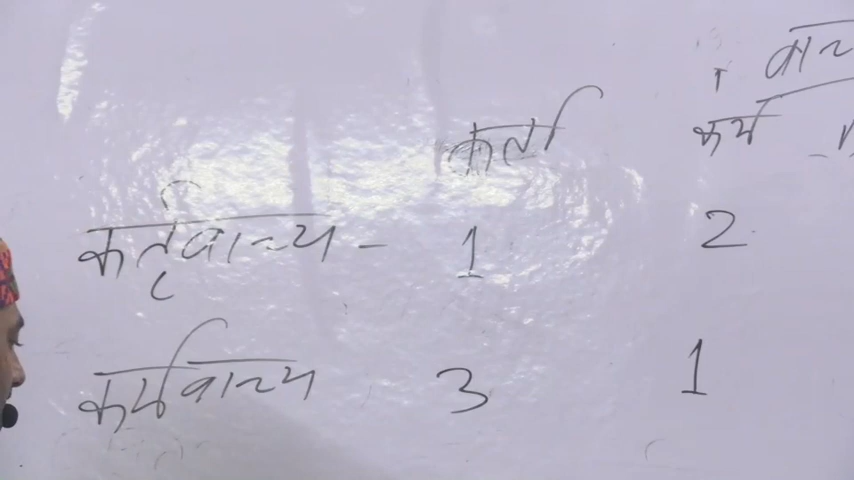 कर्ता कर्म
कर्तृवाच्य - 1 2
कर्मवाच्य 3 1